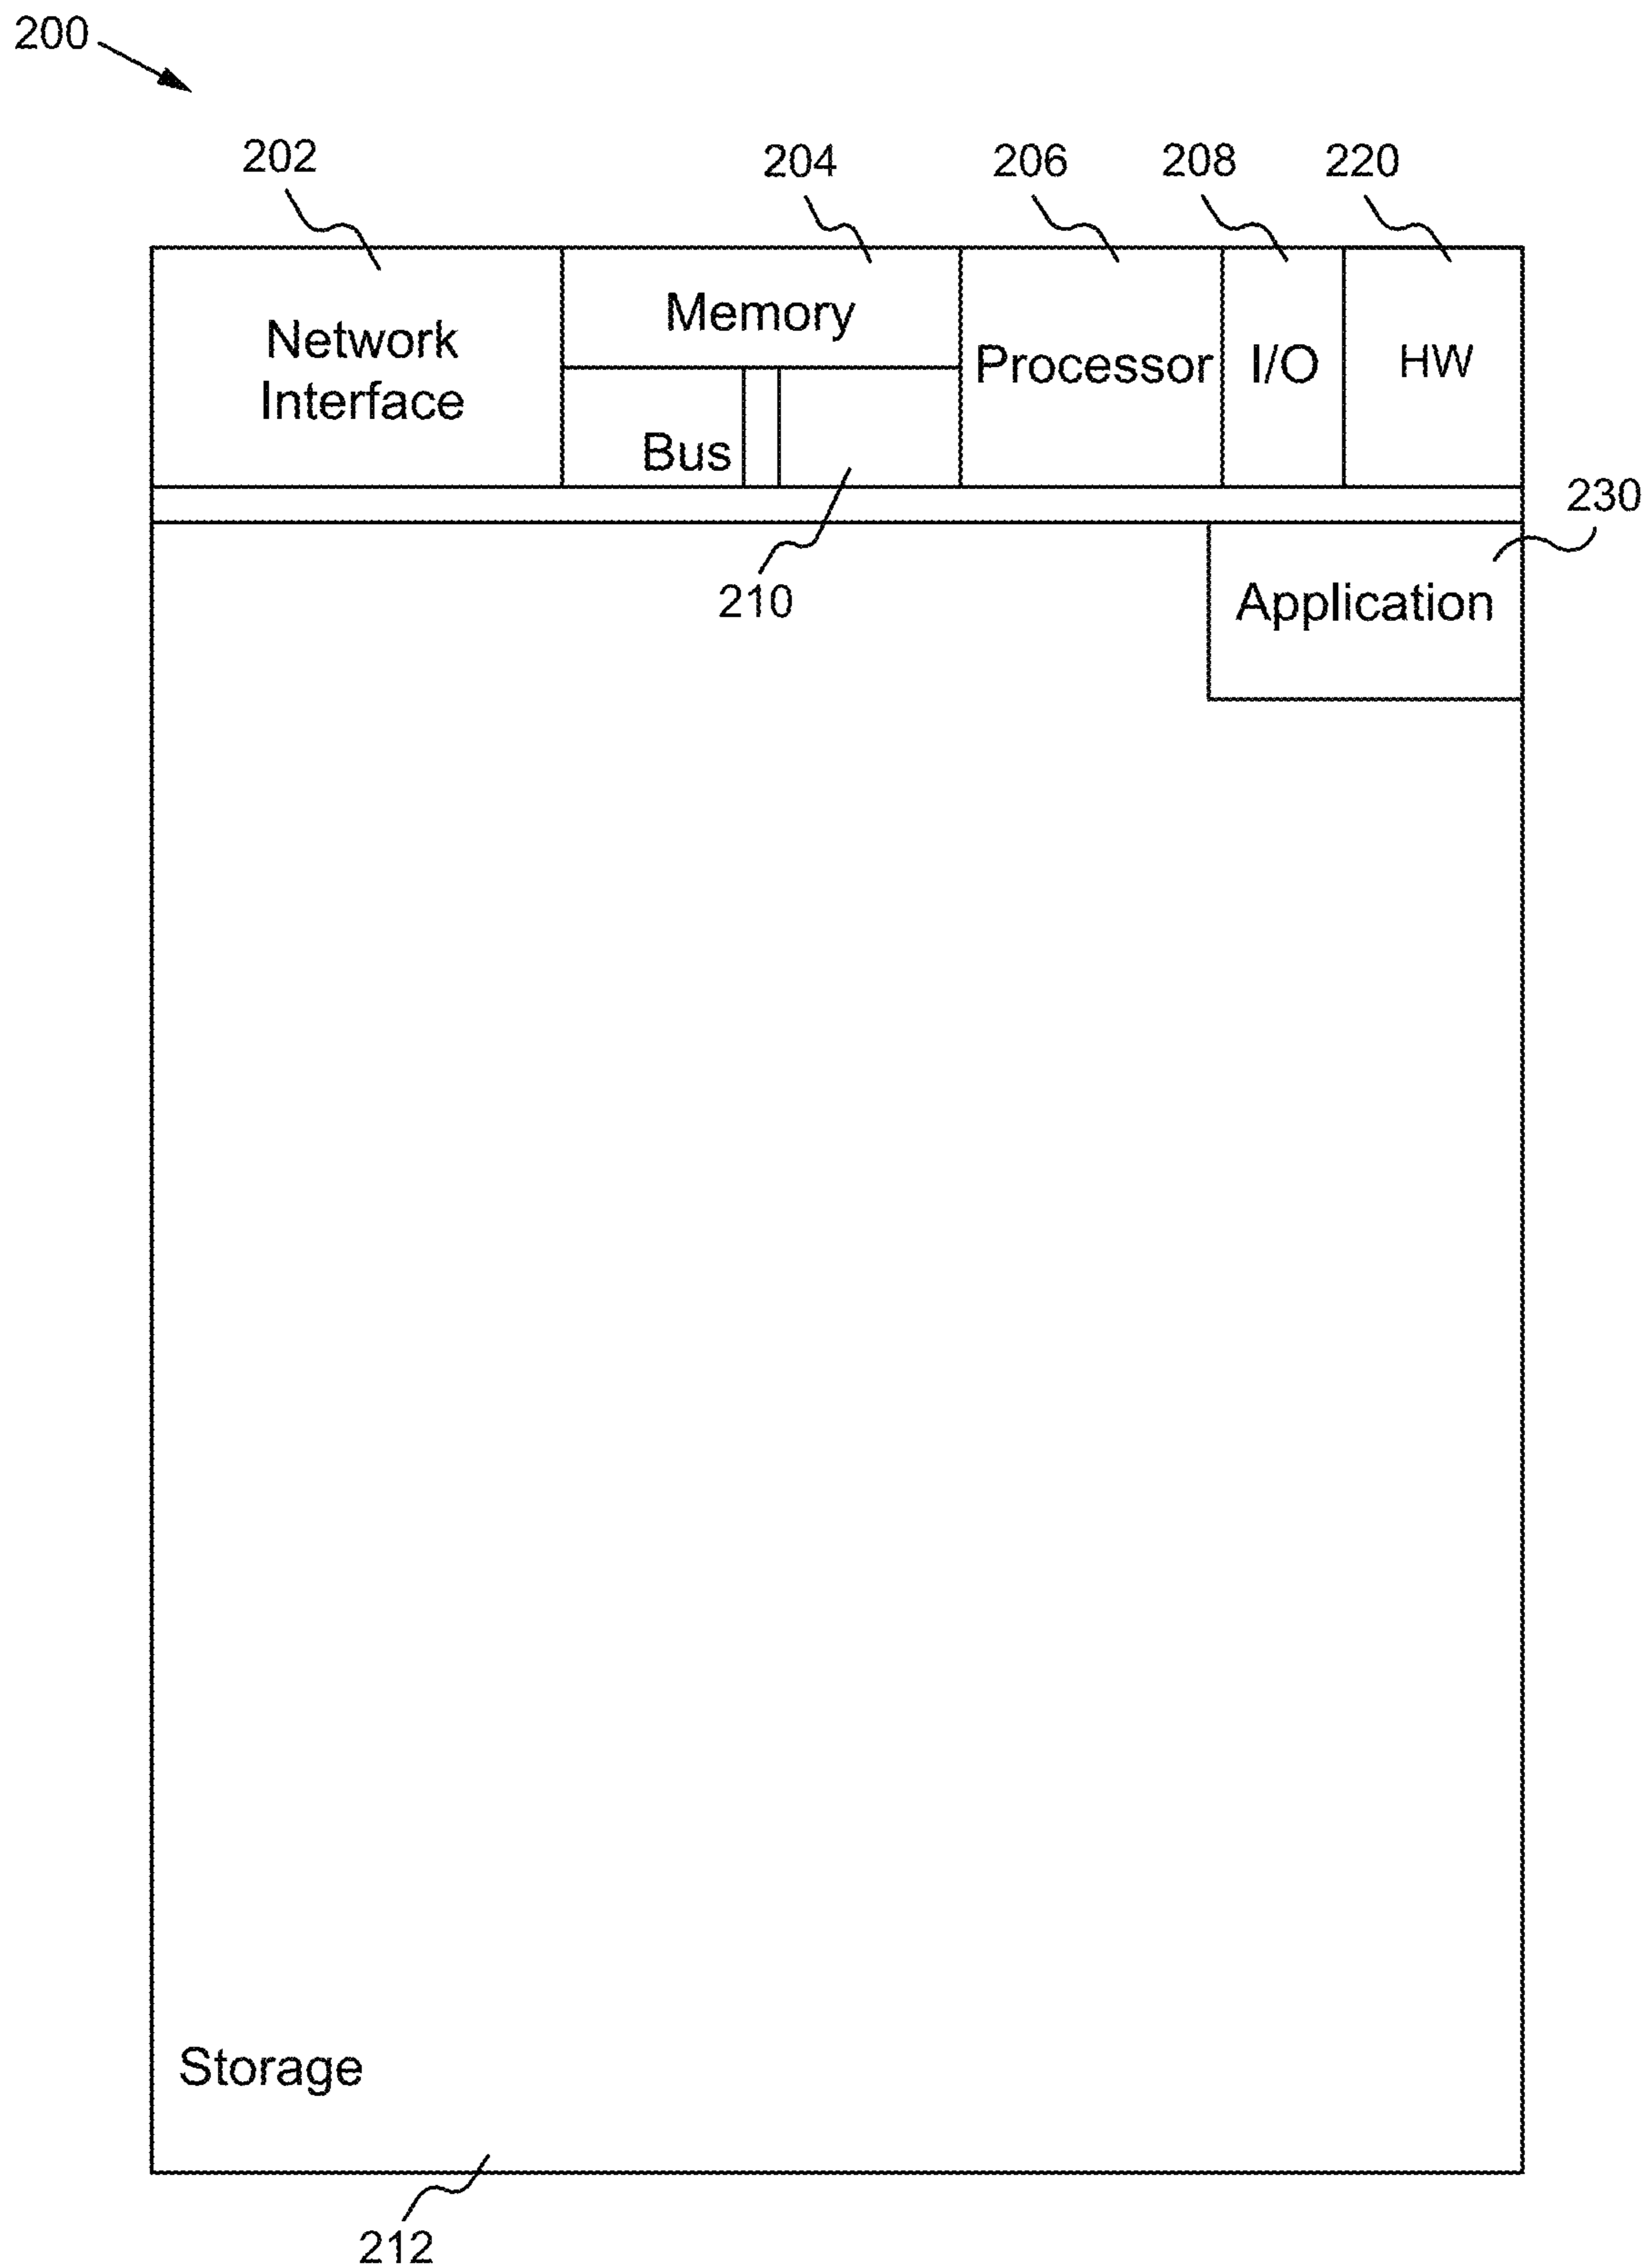 200
202
204
206
208
220
Network
Interface
Memory
Processor
I/O
HW
Bus
230
210
Application
Storage
212